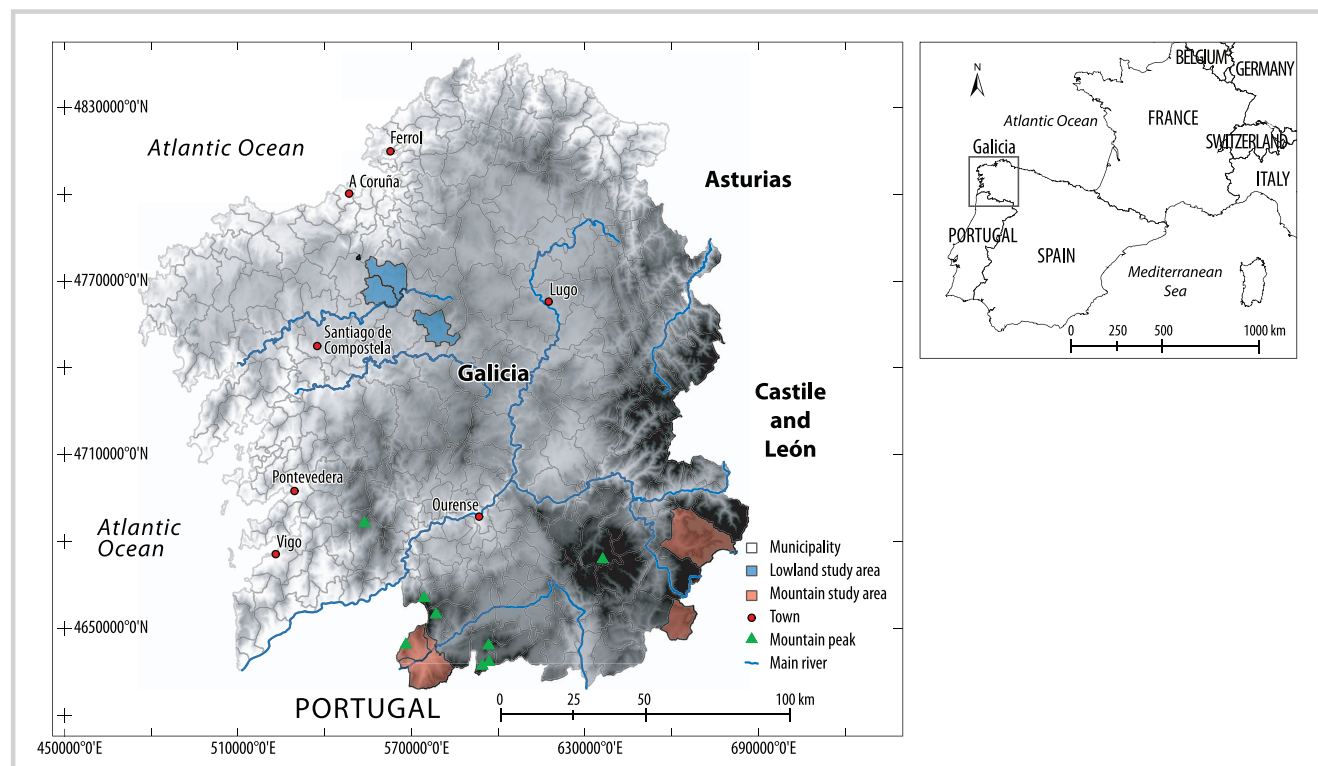 4830000°0'N
4770000°0'N
4710000°0'N
4650000°0'N
450000°0'E
510000°0'E
570000°0'E
630000°0'E
690000°0'E
Atlantic Ocean
Ferrol
A Coruña
Asturias
Lugo
Santiago de
Compostela
Galicia
Castile
and
León
Pontevedera
Ourense
Atlantic
Ocean
Vigo
PORTUGAL
Municipality
Lowland study area
Mountain study area
Town
Mountain peak
Main river
0 25 50 100 km
N
BELGIUM
GERMANY
Atlantic Ocean
FRANCE
SWITZERLAND
Galicia
ITALY
PORTUGAL
SPAIN
Mediterranean
Sea
0 250 500 1000 km